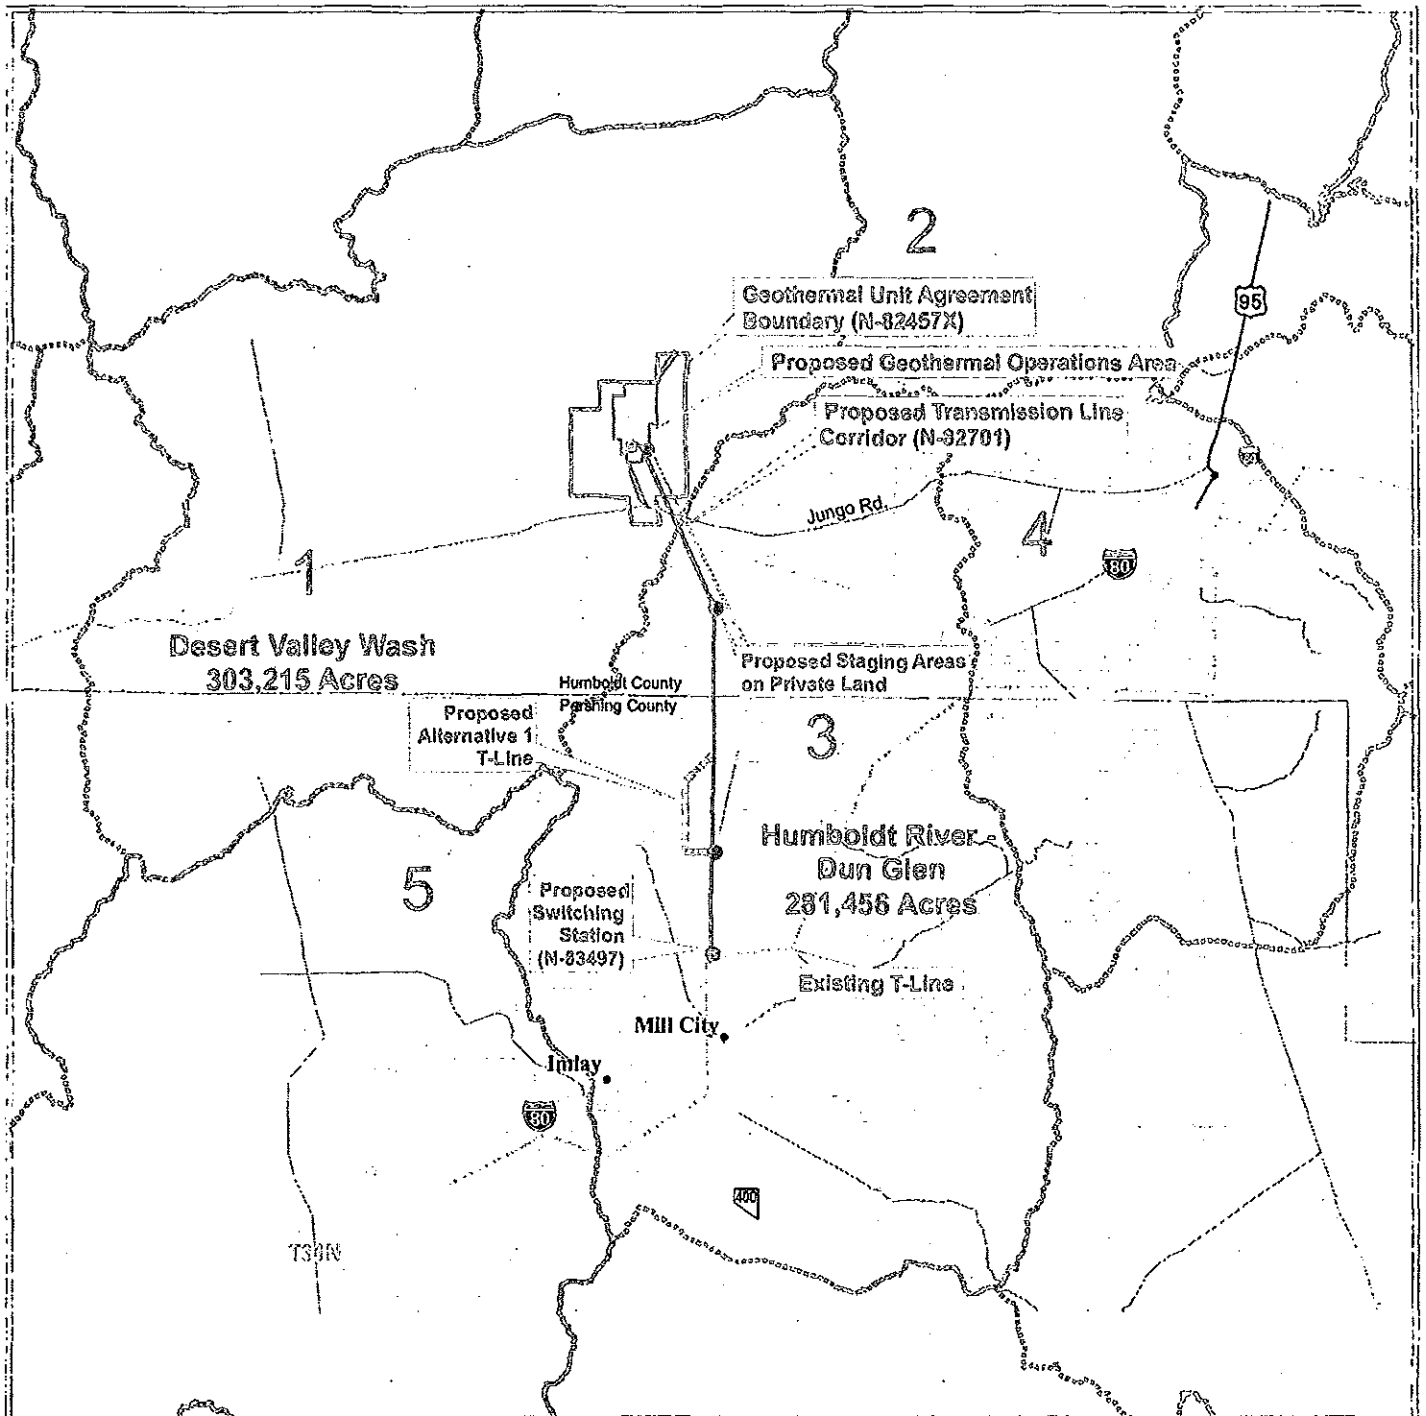 2
Geothermal Unit Agreement
Boundary (N-82457X)
95
Proposed Geothermal Operations Area
Proposed Transmission Line
Corridor (N-82701)
80
Jungo Rd.
4
80
1
Desert Valley Wash
303,215 Acres
Proposed Staging Areas
on Private Land
Humboldt County
Pershing County
Proposed
Alternative 1
T-Line
3
Humboldt River -
Dun Glen
281,456 Acres
5
Proposed
Switching
Station
(N-83497)
Existing T-Line
Mill City
Imlay
80
400